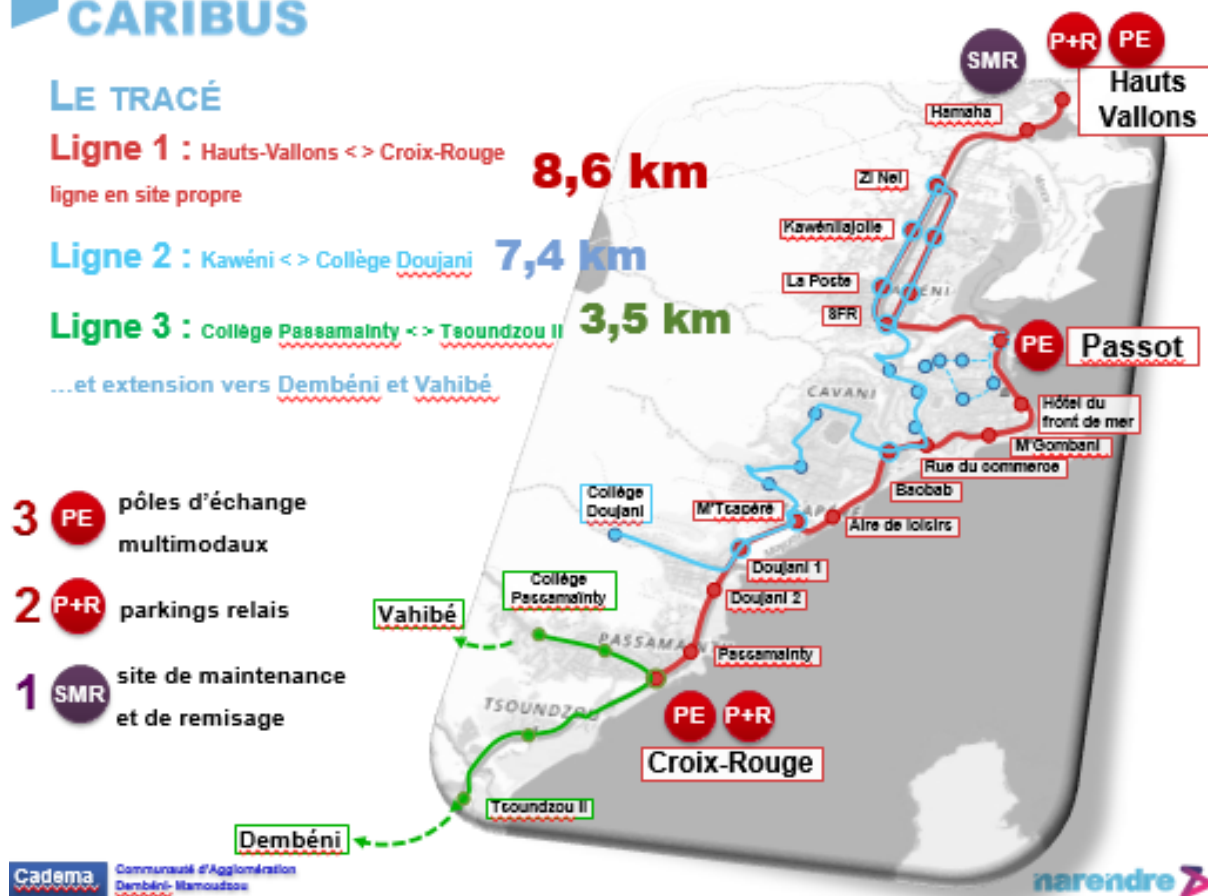 CARIBUS
LE TRACÉ
Ligne 1 : Hauts-Vallons < > Croix-Rouge
8,6 km
ligne en site propre
Ligne 2 : Kawéni < > Collège Doujani
7,4 km
Ligne 3 : Collège Passamainty < > Tsoundzou II
3,5 km
...et extension vers Dembéni et Vahibé
3 PE pôles d'échange
multimodaux
2 P+R parkings relais
1 SMR site de maintenance
et de remisage
SMR
P+R
PE
Hauts
Vallons
Hamaha
ZI Nel
Kawénilajolie
La Poste
SFR
PE
Passot
CAVANI
Hôtel du
front de mer
M'Gombani
Rue du commerce
Baobab
Collège
Doujani
M'Tsapéré
Aire de loisirs
Doujani 1
Doujani 2
Collège
Passamaïnty
Vahibé
Passamainty
TSOUNDZOU
PE
P+R
Croix-Rouge
Tsoundzou II
Dembéni
Cadema
Communauté d'Agglomération
Dembéni- Mamoudzou
narendre